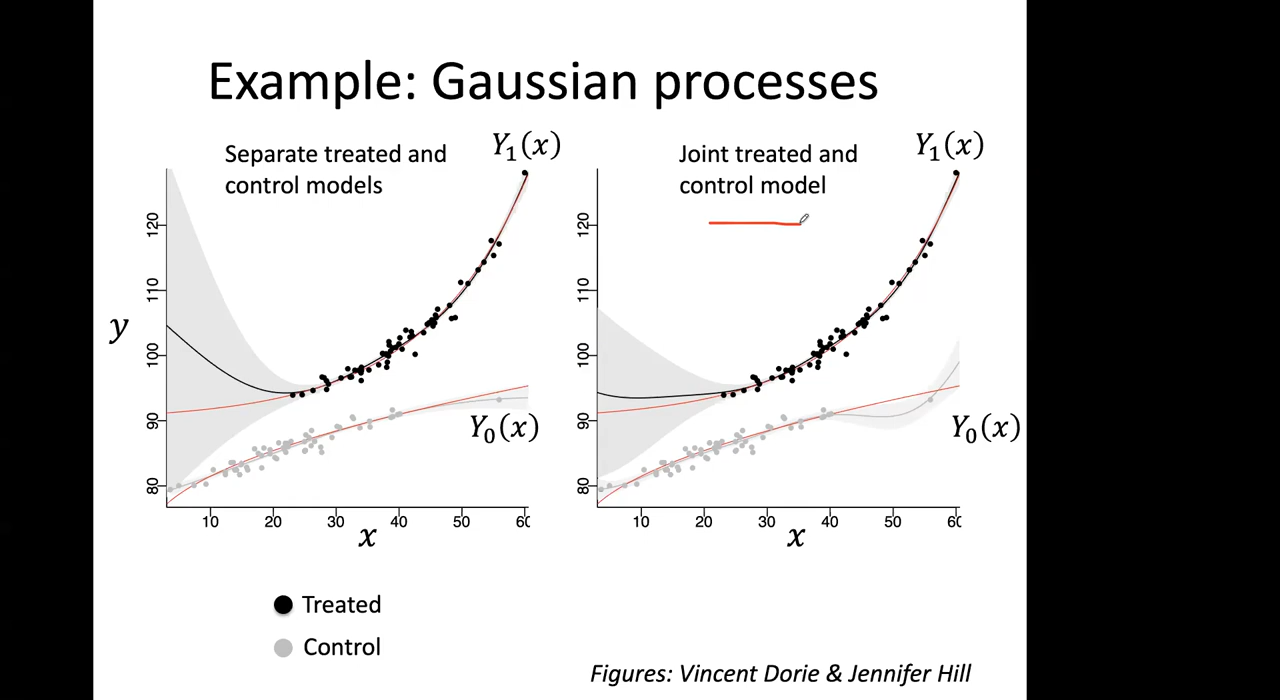 Example: Gaussian processes
Separate treated and
control models
Y₁(x)
Joint treated and
control model
Y₁(x)
120
110
100
90
80
y
Y₀(x)
10 20 30 40 50 60
x
120
110
100
90
80
Y₀(x)
10 20 30 40 50 60
x
Treated
Control
Figures: Vincent Dorie & Jennifer Hill